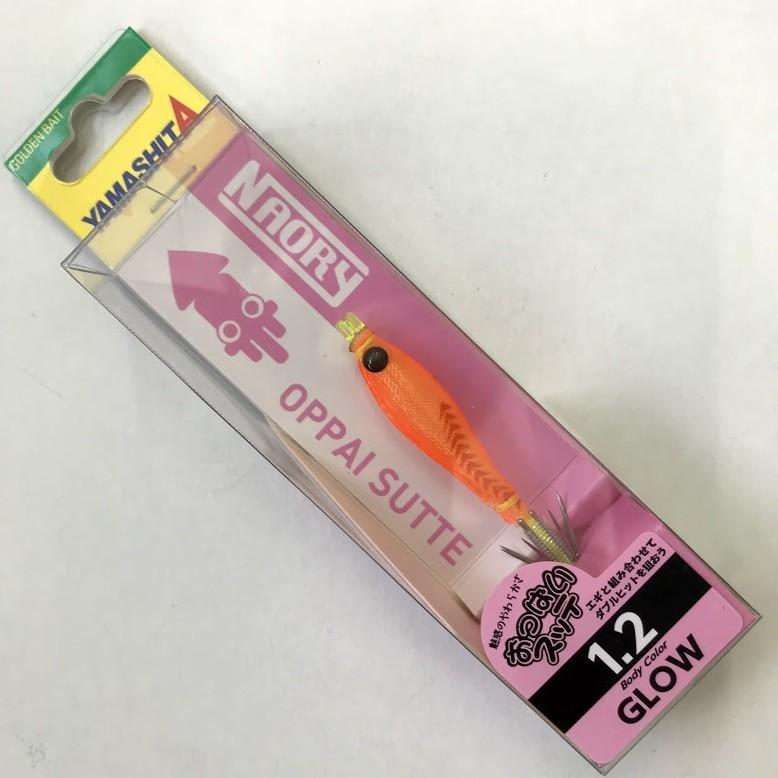 GOLDEN BAIT
YAMASHITA
NAORY
OPPAI SUTTE
魅惑のやわらかさ
おっぱい
スッテ
エギと組み合わせて
ダブルヒットを狙おう
1.2
Body Color
GLOW